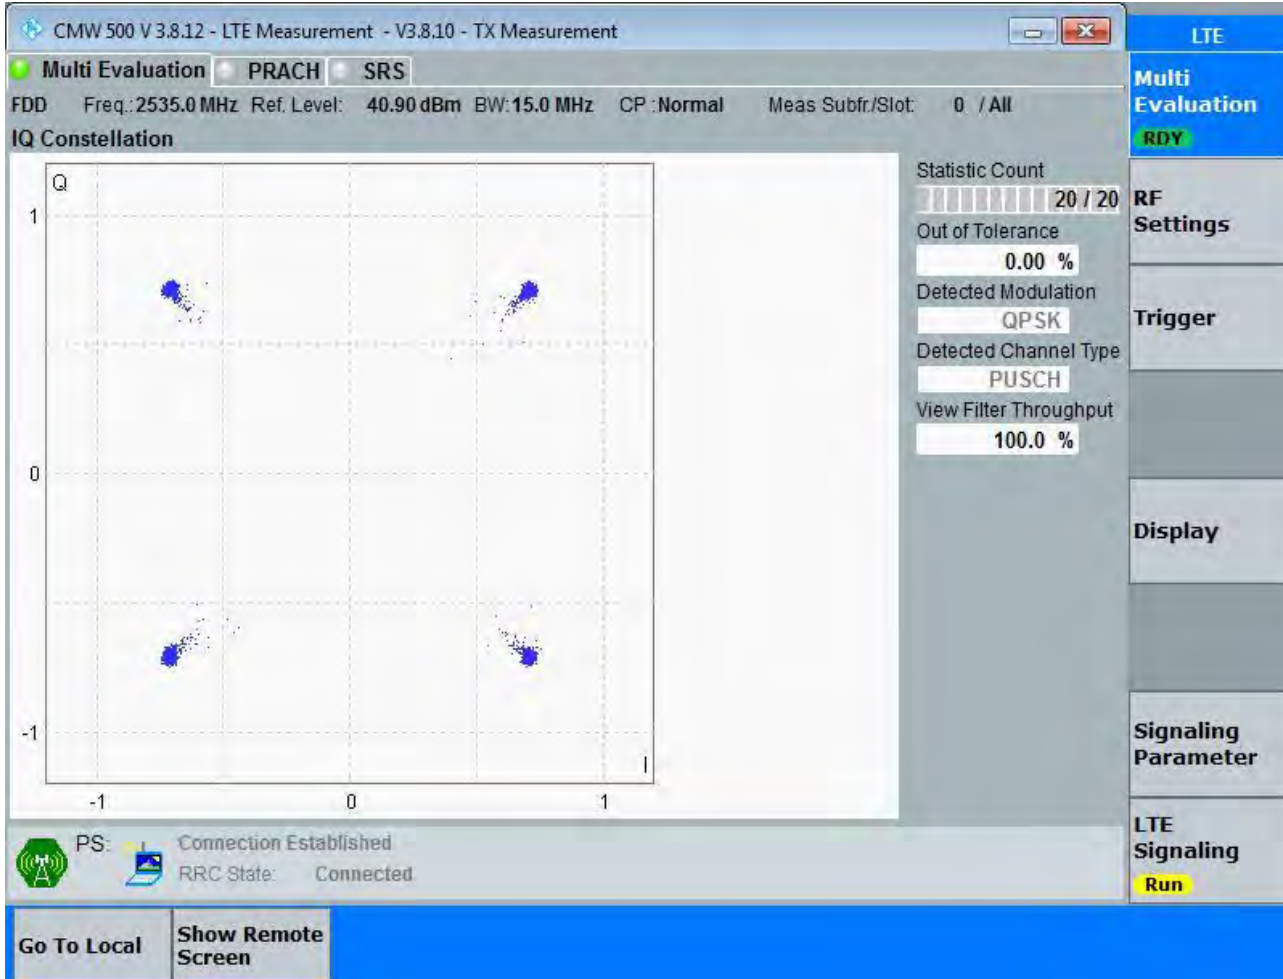 CMW 500 V 3.8.12 - LTE Measurement - V3.8.10 - TX Measurement
LTE
Multi Evaluation PRACH SRS
Multi
Evaluation
RDY
FDD Freq.: 2535.0 MHz Ref. Level: 40.90 dBm BW: 15.0 MHz CP : Normal Meas Subfr./Slot: 0 / All
IQ Constellation
Q
1
0
-1
I
-1 0 1
Statistic Count
20 / 20
Out of Tolerance
0.00 %
Detected Modulation
QPSK
Detected Channel Type
PUSCH
View Filter Throughput
100.0 %
RF
Settings
Trigger
Display
Signaling
Parameter
LTE
Signaling
Run
PS: Connection Established
RRC State: Connected
Go To Local
Show Remote
Screen